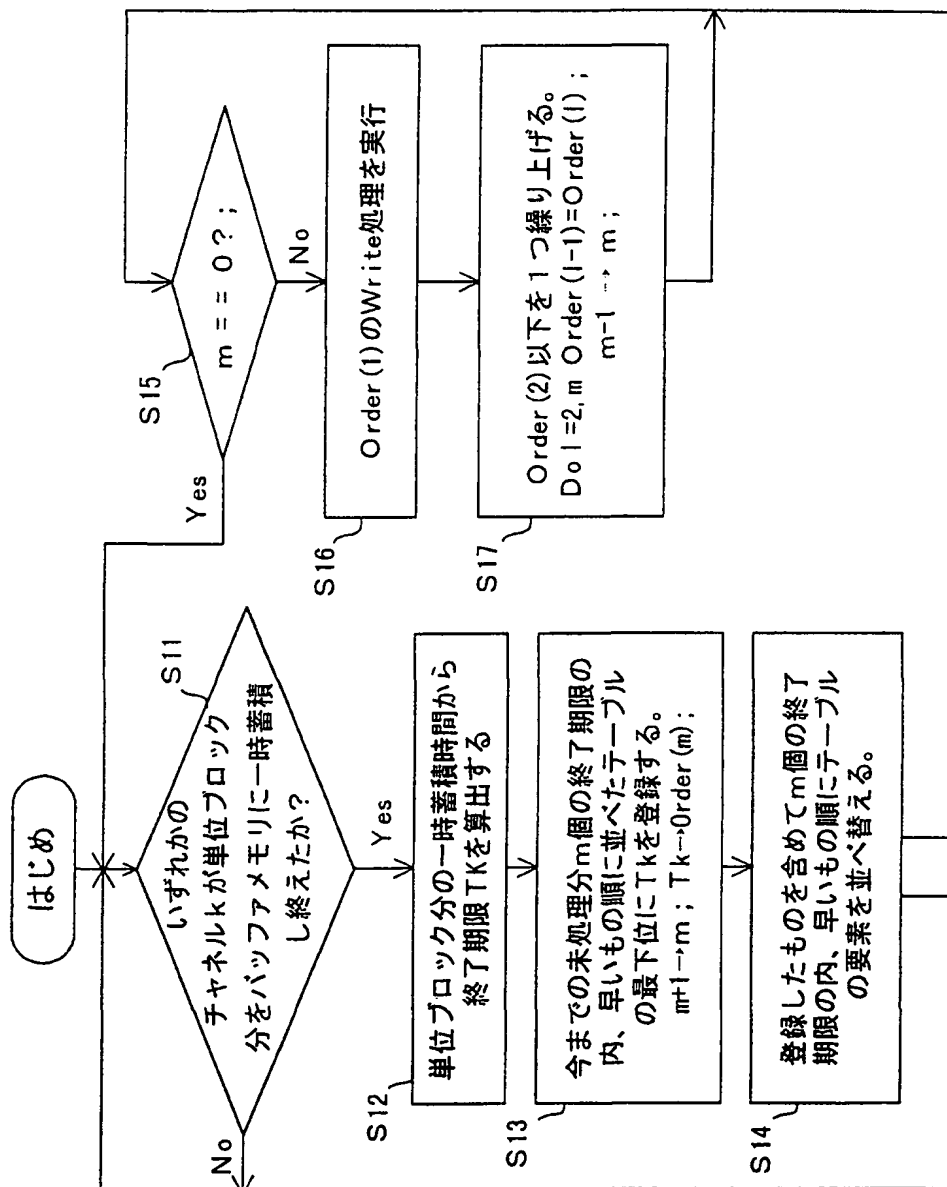 はじめ
S11
いずれかの
チャネルkが単位ブロック
分をバッファメモリに一時蓄積
し終えたか?
No
Yes
S12
単位ブロック分の一時蓄積時間から
終了期限TKを算出する
S13
今までの未処理分m個の終了期限の
内、早いもの順に並べたテーブル
の最下位にTkを登録する。
m+1→m; Tk→Order(m);
S14
登録したものを含めてm個の終了
期限の内、早いもの順にテーブル
の要素を並べ替える。
S15
m==0?;
Yes
No
S16
Order(1)のWrite処理を実行
S17
Order(2)以下を1つ繰り上げる。
Do l=2,m Order(l-1)=Order(l);
m-1→m;